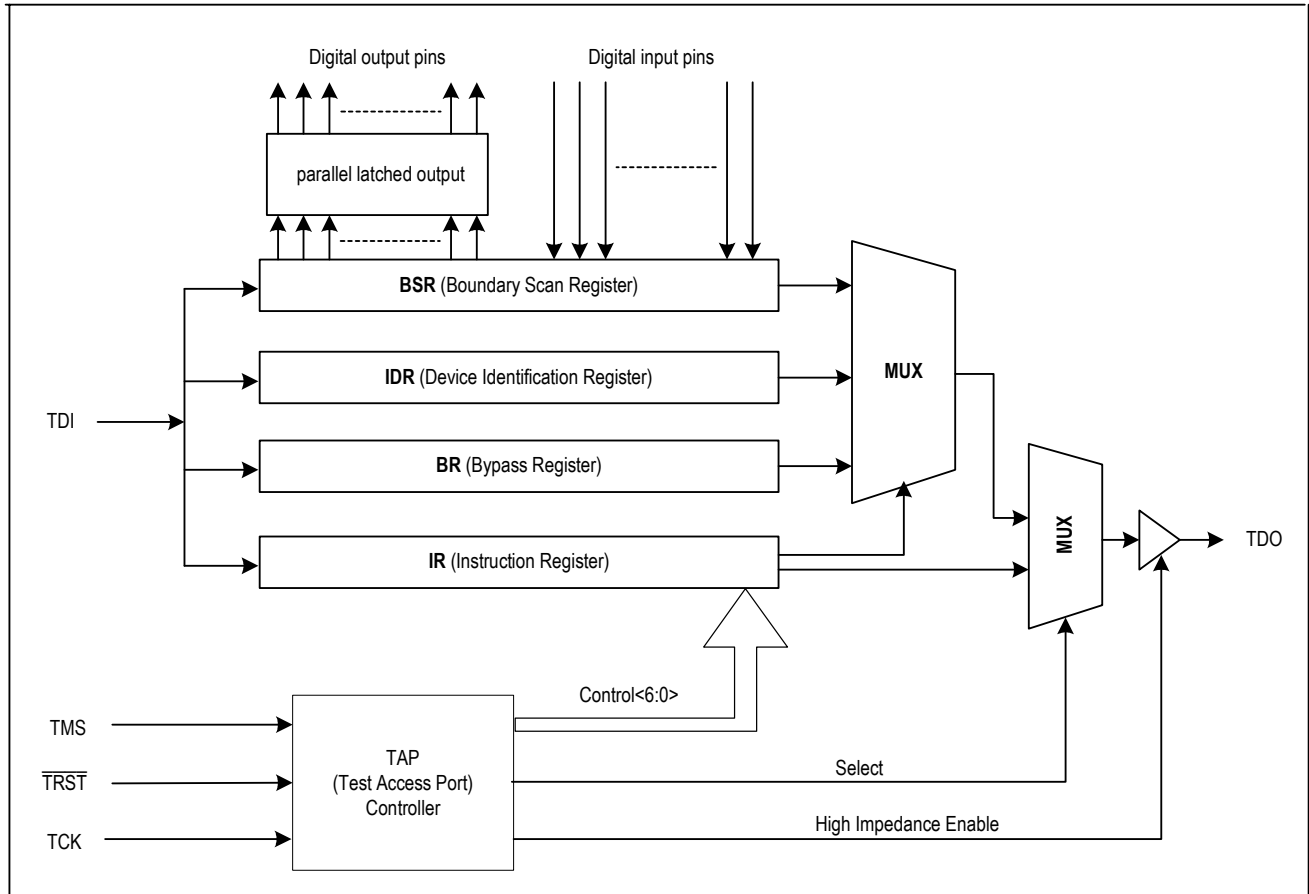 Digital output pins
Digital input pins
parallel latched output
BSR (Boundary Scan Register)
IDR (Device Identification Register)
MUX
TDI
BR (Bypass Register)
MUX
IR (Instruction Register)
TDO
Control<6:0>
TMS
TAP
(Test Access Port)
Controller
TRST
Select
TCK
High Impedance Enable